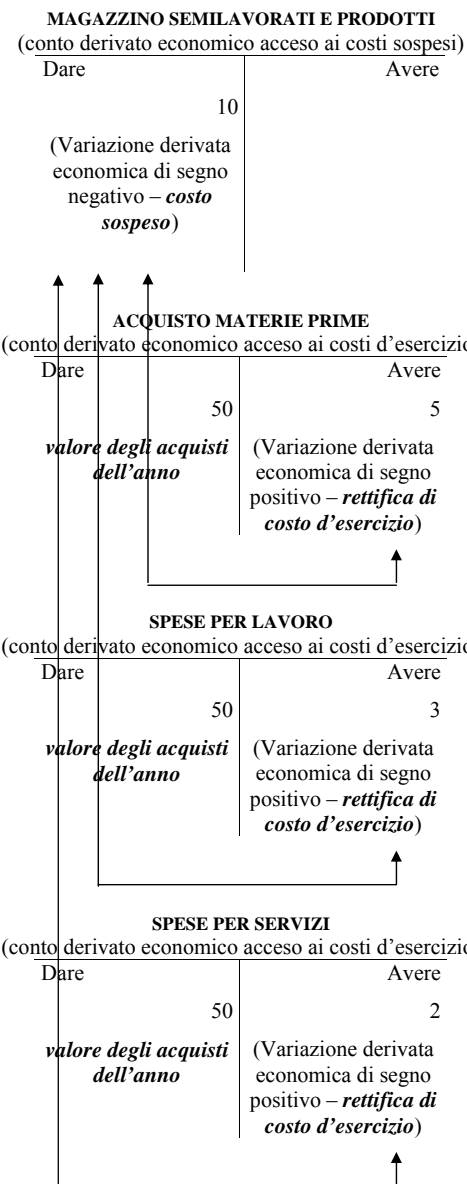 MAGAZZINO SEMILAVORATI E PRODOTTI
(conto derivato economico acceso ai costi sospesi)
Dare Avere
10
(Variazione derivata
economica di segno
negativo – costo
sospeso)
ACQUISTO MATERIE PRIME
(conto derivato economico acceso ai costi d'esercizio
Dare Avere
50 5
valore degli acquisti (Variazione derivata
dell'anno economica di segno
positivo – rettifica di
costo d'esercizio)
SPESE PER LAVORO
(conto derivato economico acceso ai costi d'esercizio
Dare Avere
50 3
valore degli acquisti (Variazione derivata
dell'anno economica di segno
positivo – rettifica di
costo d'esercizio)
SPESE PER SERVIZI
(conto derivato economico acceso ai costi d'esercizio
Dare Avere
50 2
valore degli acquisti (Variazione derivata
dell'anno economica di segno
positivo – rettifica di
costo d'esercizio)